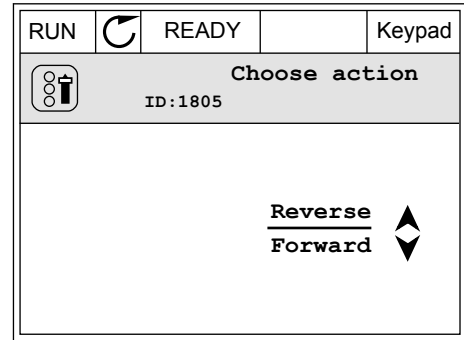 RUN READY Keypad
Choose action
ID:1805
Reverse
Forward